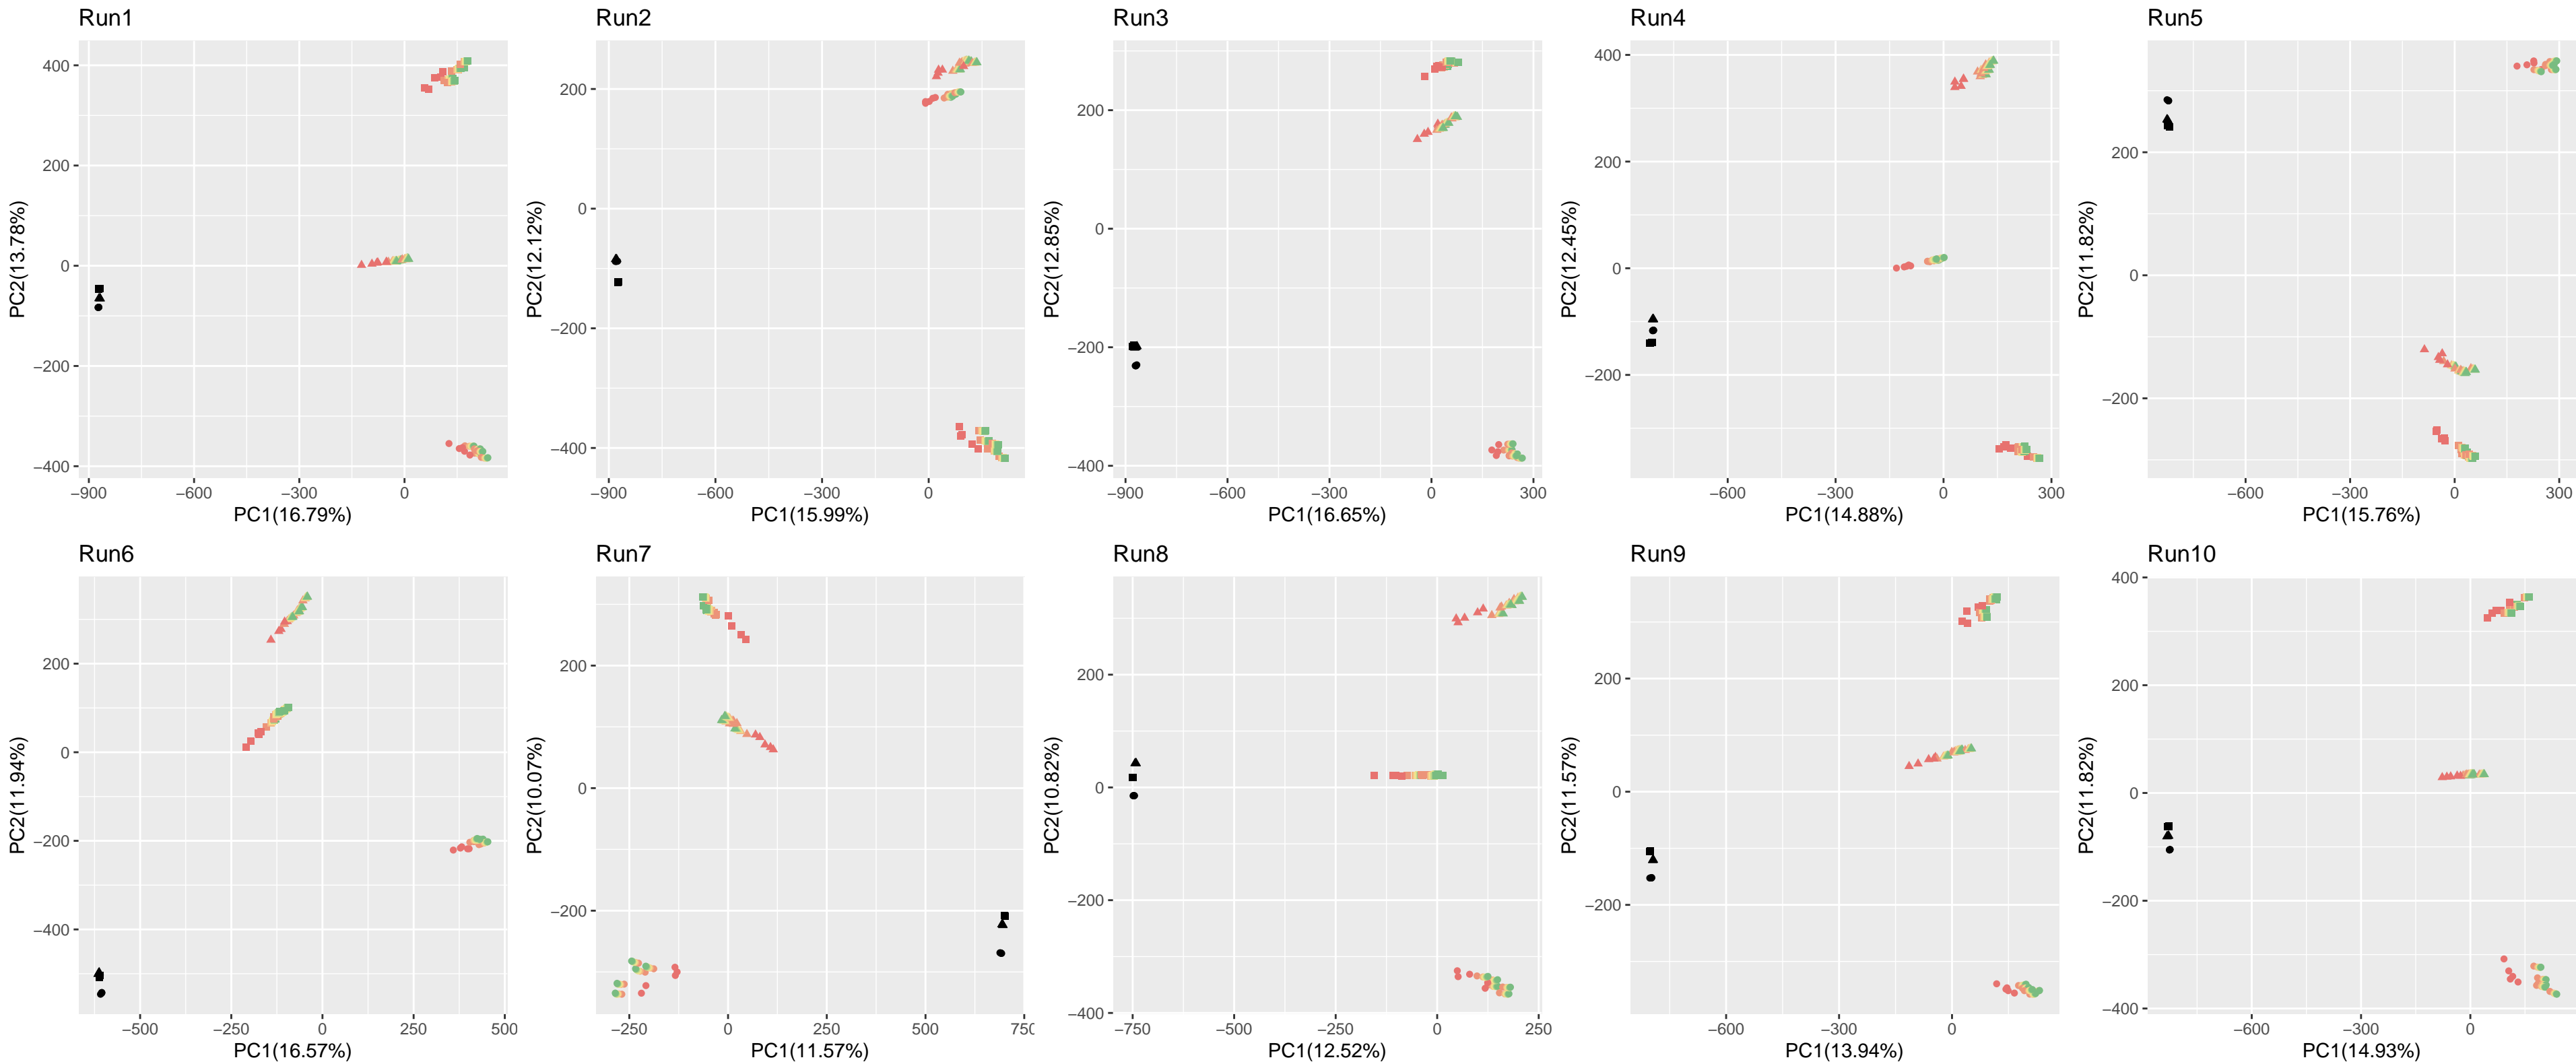 Run1
Run2
Run3
Run4
Run5
PC2(13.78%)
400
200
0
−200
−400
−900
−600
−300
0
PC1(16.79%)
PC2(12.12%)
200
0
−200
−400
−900
−600
−300
0
PC1(15.99%)
PC2(12.85%)
200
0
−200
−400
−900
−600
−300
0
300
PC1(16.65%)
PC2(12.45%)
400
200
0
−200
−600
−300
0
300
PC1(14.88%)
PC2(11.82%)
200
0
−200
−600
−300
0
300
PC1(15.76%)
Run6
Run7
Run8
Run9
Run10
PC2(11.94%)
200
0
−200
−400
−500
−250
0
250
500
PC1(16.57%)
PC2(10.07%)
200
0
−200
−250
0
250
500
750
PC1(11.57%)
PC2(10.82%)
200
0
−200
−400
−750
−500
−250
0
250
PC1(12.52%)
PC2(11.57%)
200
0
−200
−600
−300
0
PC1(13.94%)
PC2(11.82%)
400
200
0
−200
−400
−600
−300
0
PC1(14.93%)